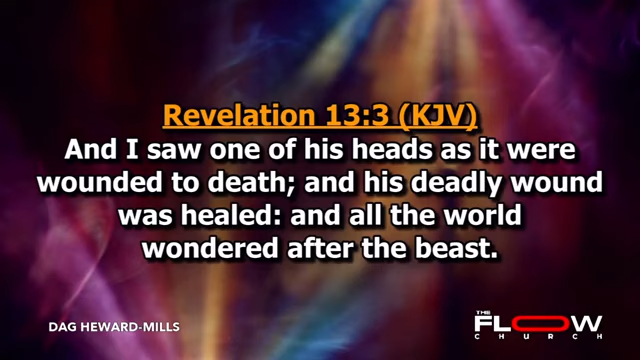 Revelation 13:3 (KJV)
And I saw one of his heads as it were
wounded to death; and his deadly wound
was healed: and all the world
wondered after the beast.
DAG HEWARD-MILLS
THE
FLOW
CHURCH